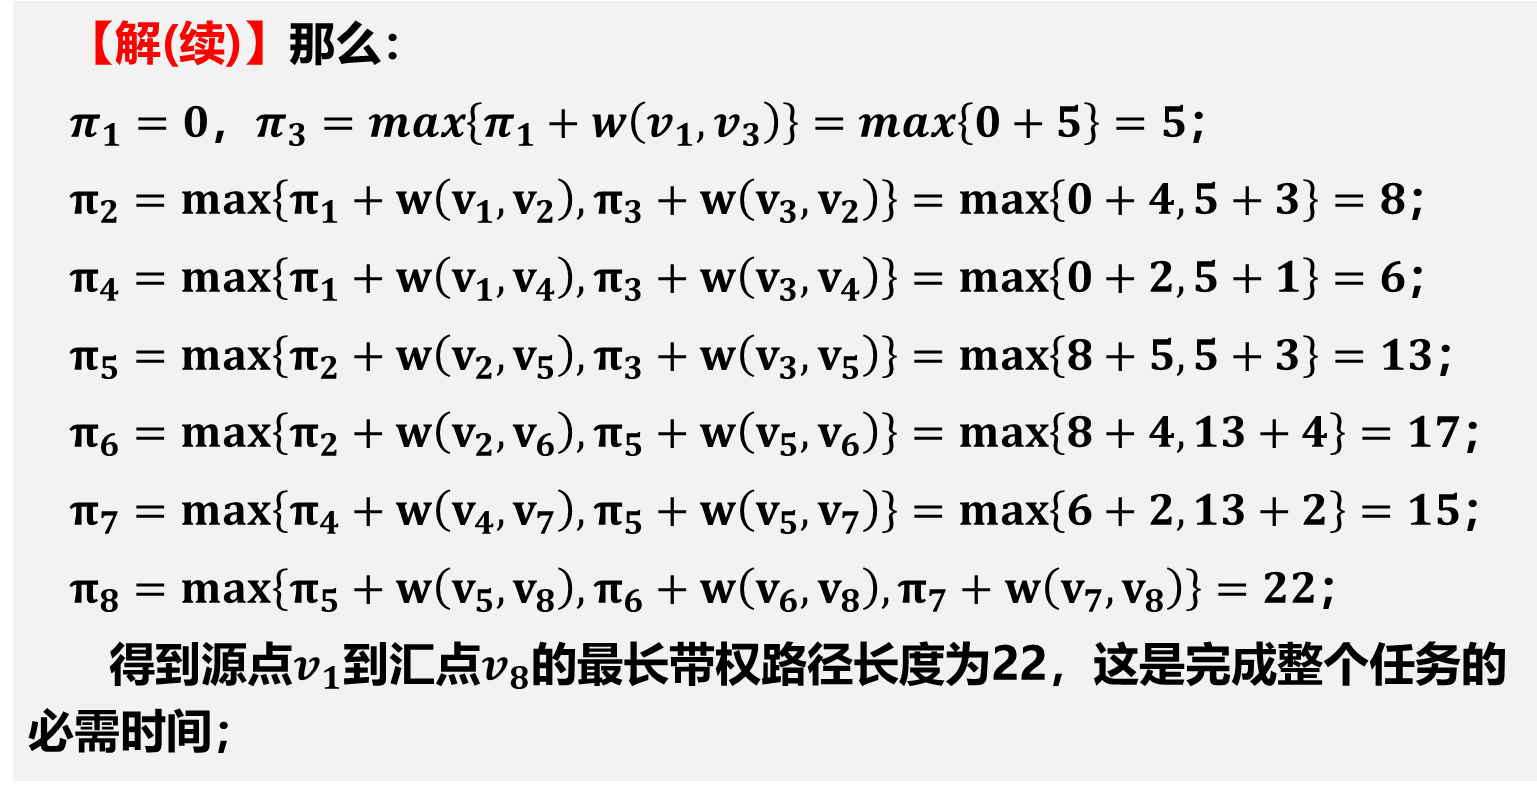 【解(续)】那么：
π₁ = 0，π₃ = max{π₁ + w(v₁, v₃)} = max{0 + 5} = 5；
π₂ = max{π₁ + w(v₁, v₂), π₃ + w(v₃, v₂)} = max{0 + 4, 5 + 3} = 8；
π₄ = max{π₁ + w(v₁, v₄), π₃ + w(v₃, v₄)} = max{0 + 2, 5 + 1} = 6；
π₅ = max{π₂ + w(v₂, v₅), π₃ + w(v₃, v₅)} = max{8 + 5, 5 + 3} = 13；
π₆ = max{π₂ + w(v₂, v₆), π₅ + w(v₅, v₆)} = max{8 + 4, 13 + 4} = 17；
π₇ = max{π₄ + w(v₄, v₇), π₅ + w(v₅, v₇)} = max{6 + 2, 13 + 2} = 15；
π₈ = max{π₅ + w(v₅, v₈), π₆ + w(v₆, v₈), π₇ + w(v₇, v₈)} = 22；
得到源点v₁到汇点v₈的最长带权路径长度为22，这是完成整个任务的
必需时间；